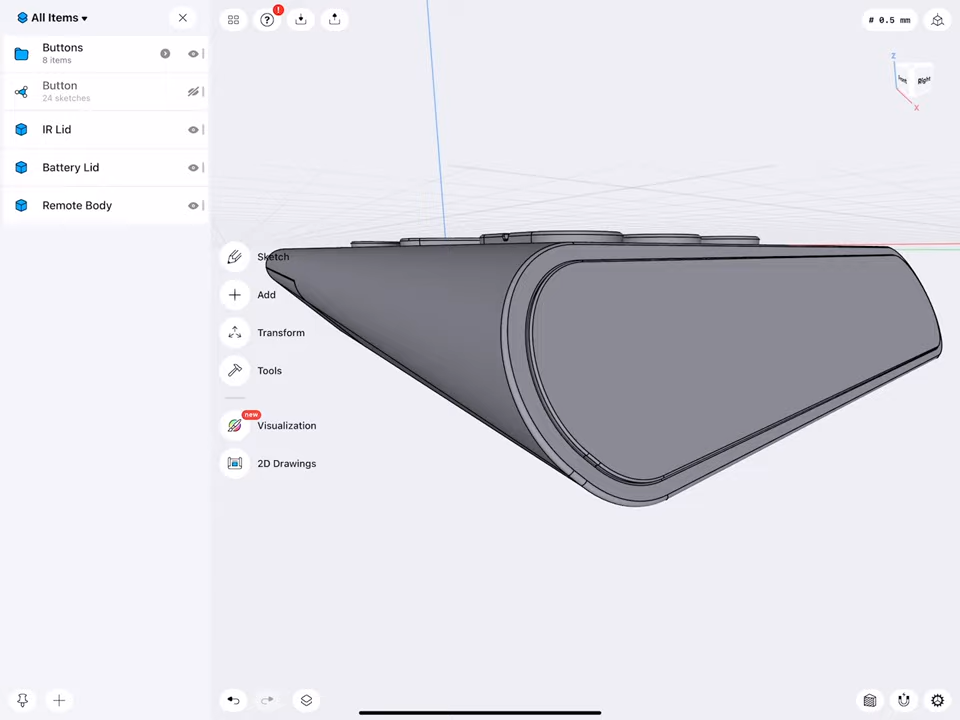 All Items ▾
Buttons
8 items
Button
24 sketches
IR Lid
Battery Lid
Remote Body
?
!
# 0.5 mm
Z
Right
X
Sketch
Add
Transform
Tools
new
Visualization
2D Drawings